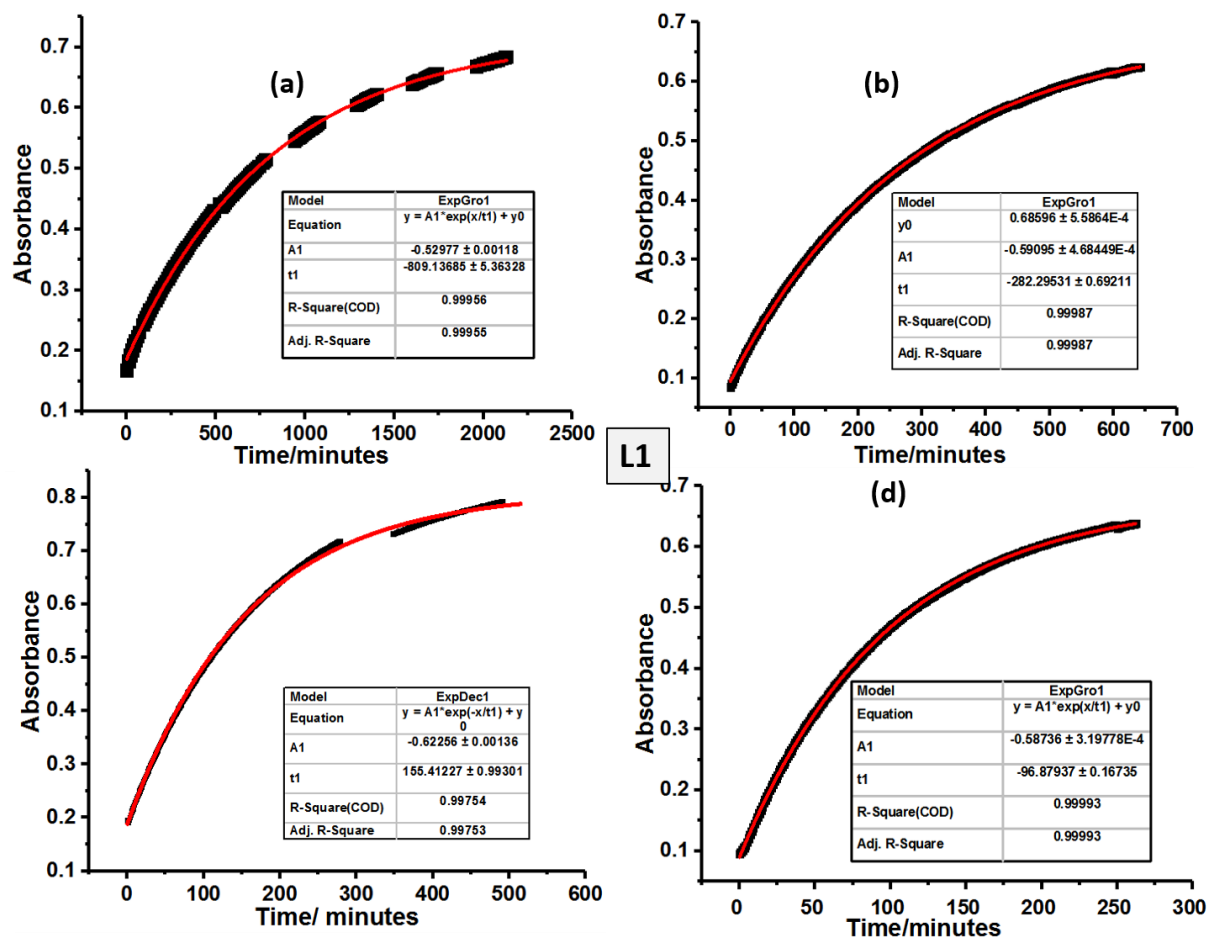 (a)
0.7
0.6
0.5
0.4
0.3
0.2
0.1
Absorbance
0 500 1000 1500 2000 2500
Time/minutes
Model ExpGro1
Equation y = A1*exp(x/t1) + y0
A1 -0.52977 ± 0.00118
t1 -809.13685 ± 5.36328
R-Square(COD) 0.99956
Adj. R-Square 0.99955
(b)
0.7
0.6
0.5
0.4
0.3
0.2
0.1
Absorbance
0 100 200 300 400 500 600 700
Time/minutes
Model ExpGro1
y0 0.68596 ± 5.5864E-4
A1 -0.59095 ± 4.68449E-4
t1 -282.29531 ± 0.69211
R-Square(COD) 0.99987
Adj. R-Square 0.99987
L1
0.8
0.7
0.6
0.5
0.4
0.3
0.2
0.1
Absorbance
0 100 200 300 400 500 600
Time/ minutes
Model ExpDec1
Equation y = A1*exp(-x/t1) + y
0
A1 -0.62256 ± 0.00136
t1 155.41227 ± 0.99301
R-Square(COD) 0.99754
Adj. R-Square 0.99753
(d)
0.7
0.6
0.5
0.4
0.3
0.2
0.1
Absorbance
0 50 100 150 200 250 300
Time/minutes
Model ExpGro1
Equation y = A1*exp(x/t1) + y0
A1 -0.58736 ± 3.19778E-4
t1 -96.87937 ± 0.16735
R-Square(COD) 0.99993
Adj. R-Square 0.99993